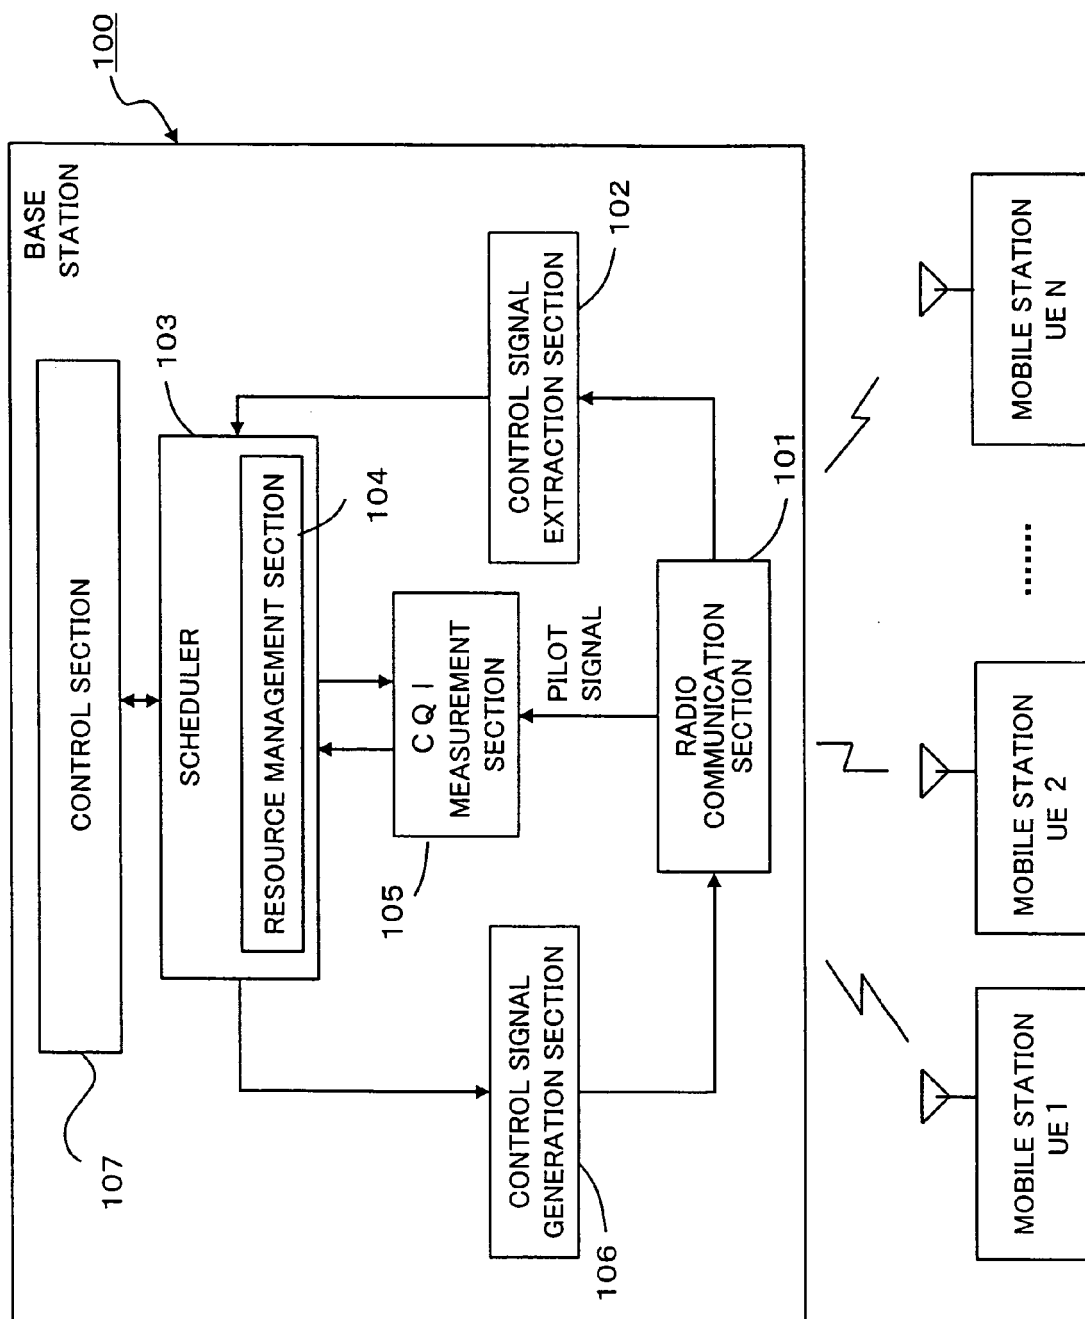 100
BASE
STATION
107
CONTROL SECTION
103
SCHEDULER
RESOURCE MANAGEMENT SECTION
104
105
C Q I
MEASUREMENT
SECTION
PILOT
SIGNAL
CONTROL SIGNAL
EXTRACTION SECTION
102
CONTROL SIGNAL
GENERATION SECTION
106
RADIO
COMMUNICATION
SECTION
101
MOBILE STATION
UE 1
MOBILE STATION
UE 2
.......
MOBILE STATION
UE N